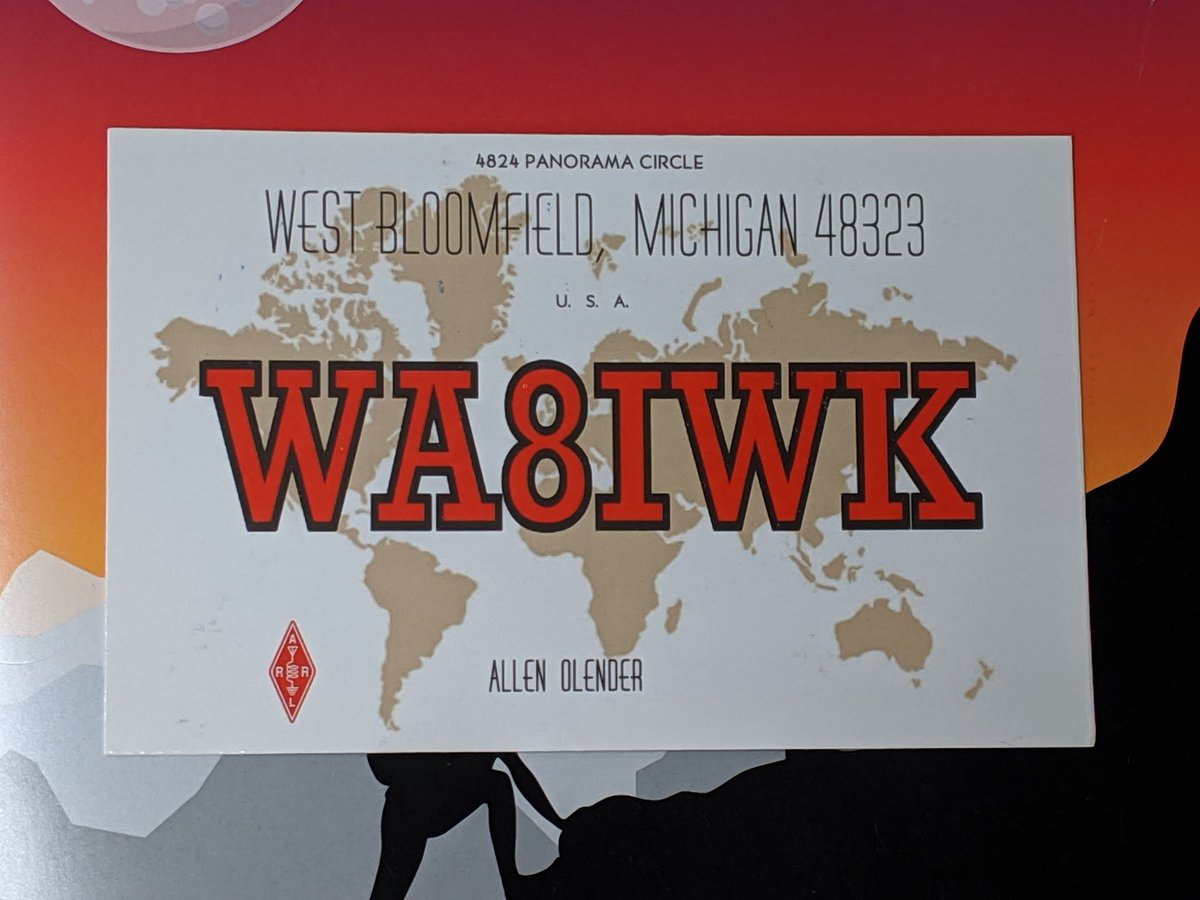 4824 PANORAMA CIRCLE
WEST BLOOMFIELD, MICHIGAN 48323
U. S. A.
WA8IWK
ALLEN OLENDER
A
R R
L